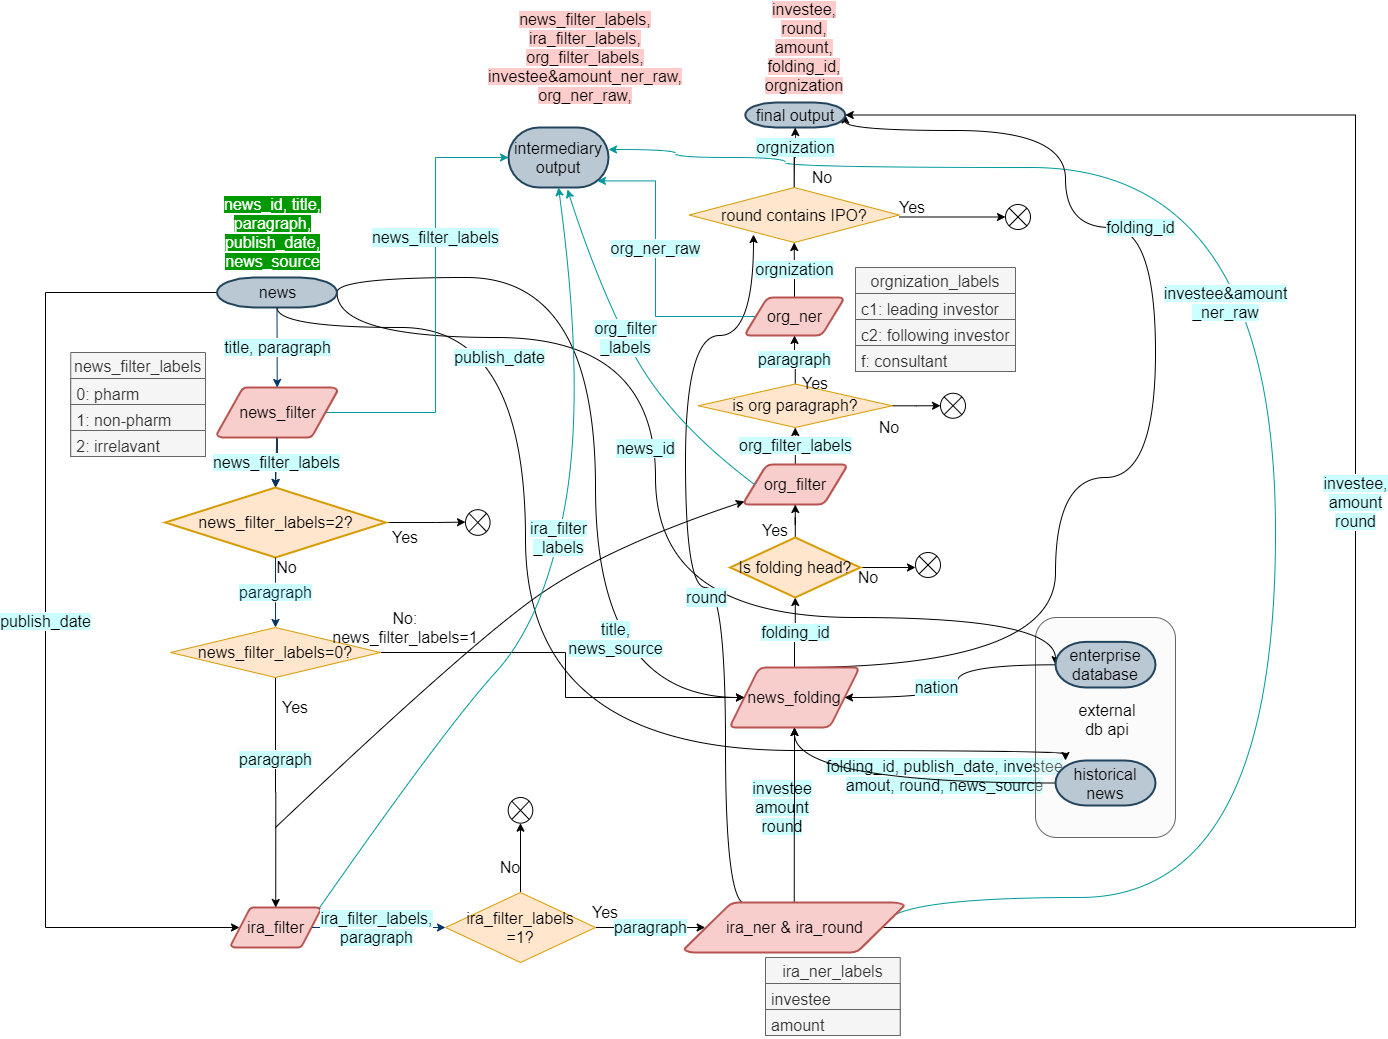 news_filter_labels,
ira_filter_labels,
org_filter_labels,
investee&amount_ner_raw,
org_ner_raw,
investee,
round,
amount,
folding_id,
orgnization
final output
intermediary
output
orgnization
No
round contains IPO?
Yes
news_id, title,
paragraph,
publish_date,
news_source
news
news_filter_labels
org_ner_raw
orgnization
folding_id
investee&amount
_ner_raw
orgnization_labels
c1: leading investor
c2: following investor
f: consultant
org_ner
org_filter
_labels
title, paragraph
publish_date
paragraph
Yes
news_filter_labels
0: pharm
1: non-pharm
2: irrelavant
news_filter
is org paragraph?
No
news_filter_labels
news_id
org_filter_labels
org_filter
news_filter_labels=2?
Yes
ira_filter
_labels
Yes
investee,
amount
round
No
Is folding head?
No
paragraph
round
publish_date
No:
news_filter_labels=1
title,
news_source
folding_id
news_filter_labels=0?
enterprise
database
nation
news_folding
Yes
external
db api
paragraph
folding_id, publish_date, investee
amout, round, news_source
historical
news
investee
amount
round
No
ira_filter
ira_filter_labels,
paragraph
ira_filter_labels
=1?
Yes
paragraph
ira_ner & ira_round
ira_ner_labels
investee
amount